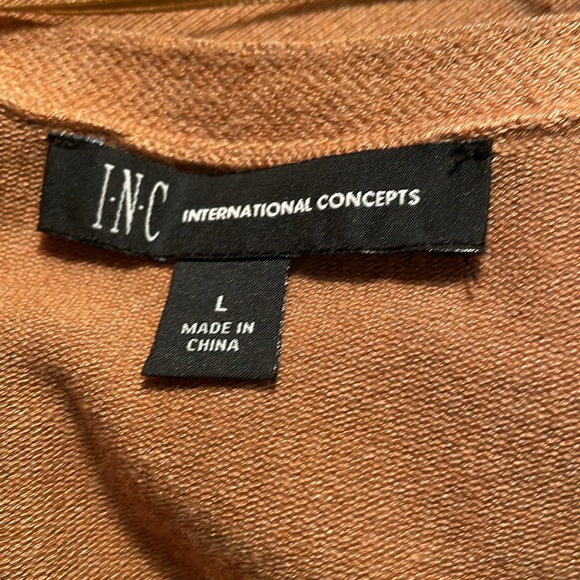 I·N·C INTERNATIONAL CONCEPTS
L
MADE IN
CHINA